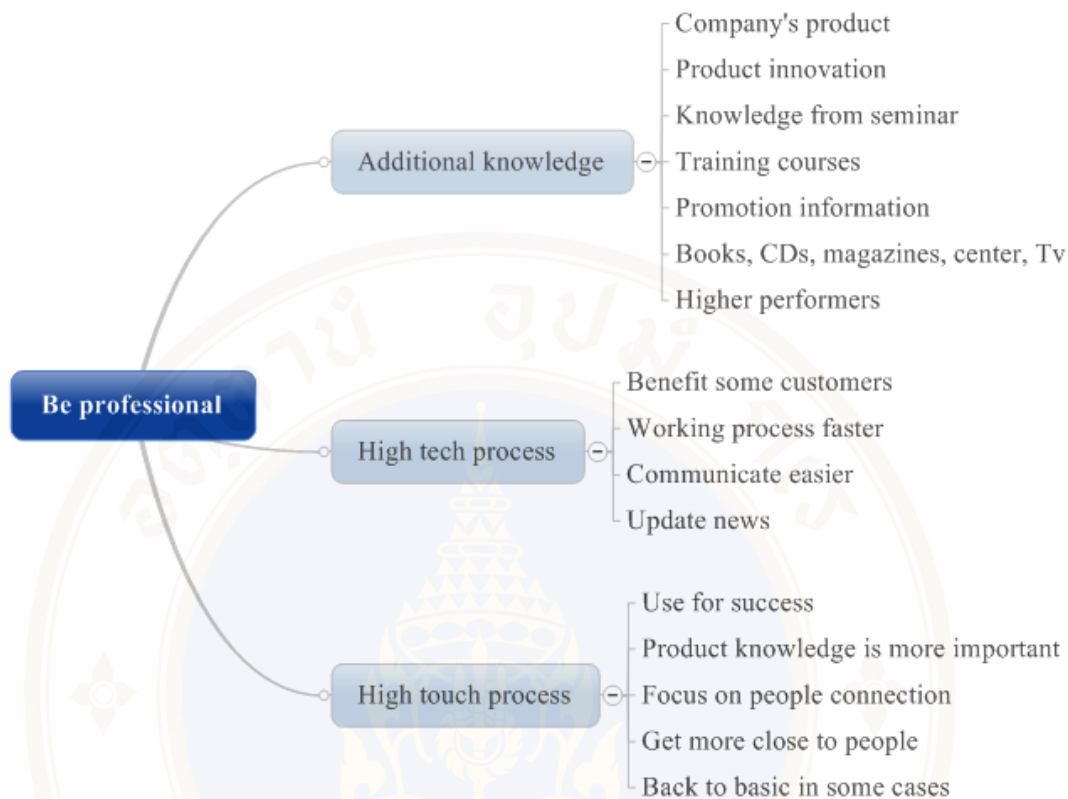 Company's product
Product innovation
Knowledge from seminar
Additional knowledge
Training courses
Promotion information
Books, CDs, magazines, center, Tv
Higher performers
Be professional
Benefit some customers
Working process faster
High tech process
Communicate easier
Update news
Use for success
Product knowledge is more important
High touch process
Focus on people connection
Get more close to people
Back to basic in some cases